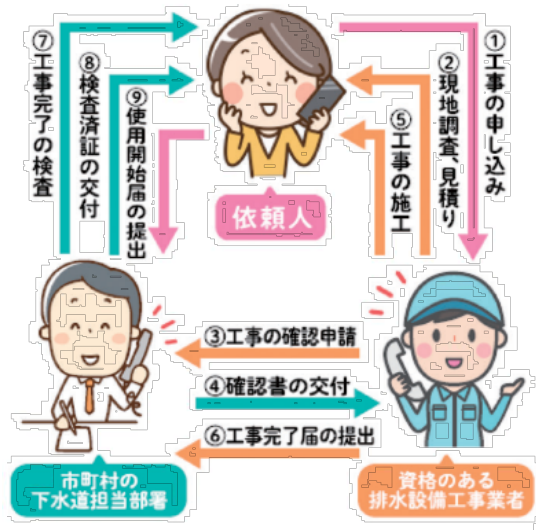 ①工事の申し込み
②現地調査、見積り
③工事の確認申請
④確認書の交付
⑤工事の施工
⑥工事完了届の提出
⑦工事完了の検査
⑧検査済証の交付
⑨使用開始届の提出
依頼人
市町村の
下水道担当部署
資格のある
排水設備工事業者